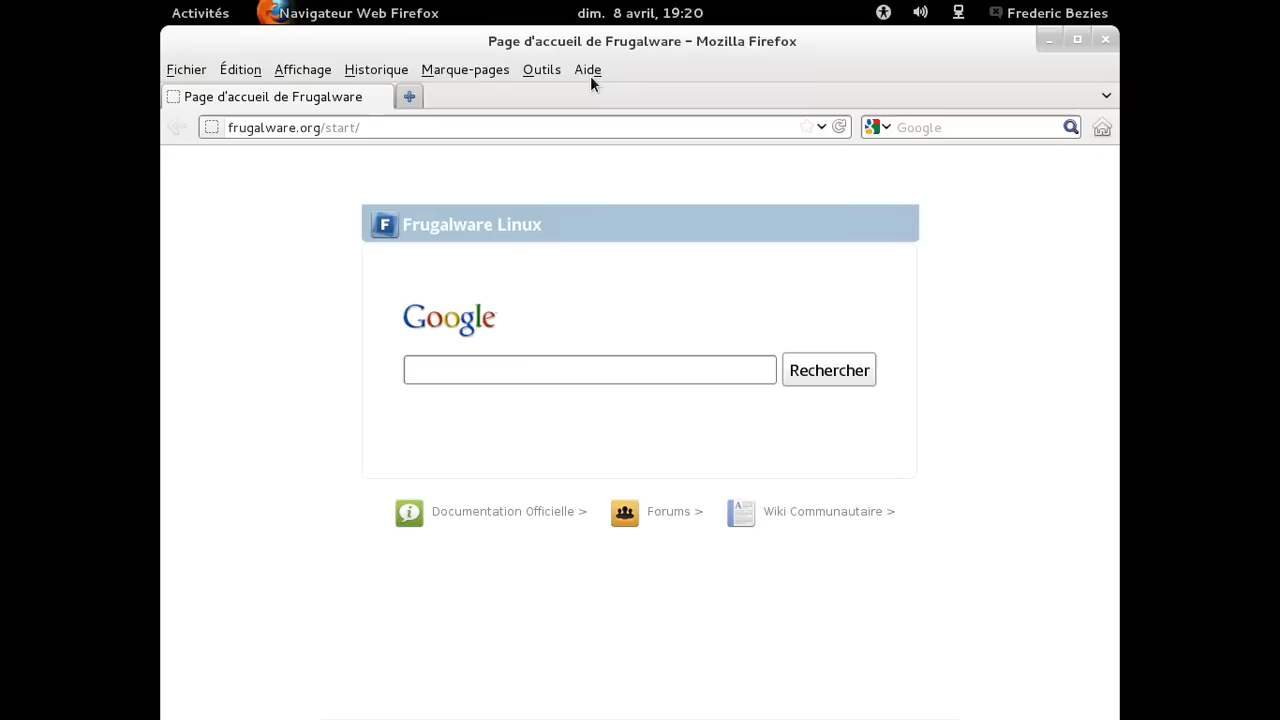 Activités Navigateur Web Firefox dim. 8 avril, 19:20 Frederic Bezies
Page d'accueil de Frugalware - Mozilla Firefox
Fichier Édition Affichage Historique Marque-pages Outils Aide
Page d'accueil de Frugalware
frugalware.org/start/ Google
F Frugalware Linux
Google
Rechercher
Documentation Officielle > Forums > Wiki Communautaire >